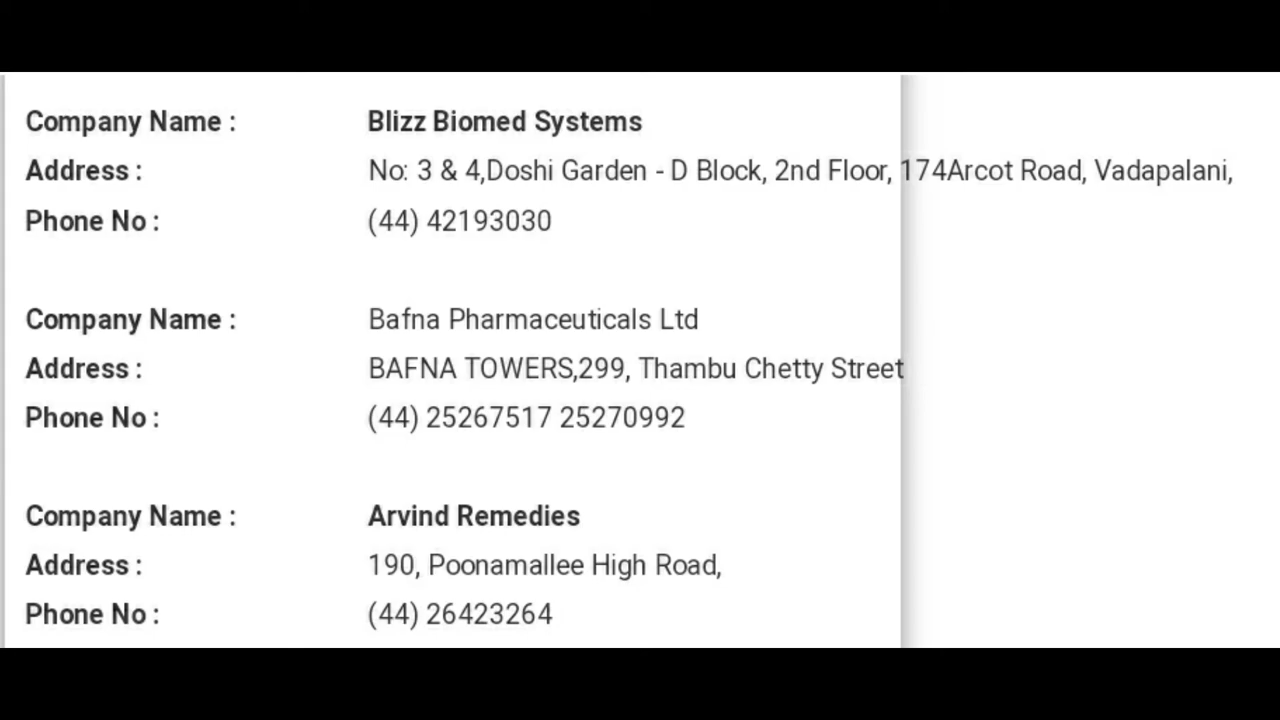 Company Name : Blizz Biomed Systems
Address : No: 3 & 4,Doshi Garden - D Block, 2nd Floor, 174Arcot Road, Vadapalani,
Phone No : (44) 42193030
Company Name : Bafna Pharmaceuticals Ltd
Address : BAFNA TOWERS,299, Thambu Chetty Street
Phone No : (44) 25267517 25270992
Company Name : Arvind Remedies
Address : 190, Poonamallee High Road,
Phone No : (44) 26423264